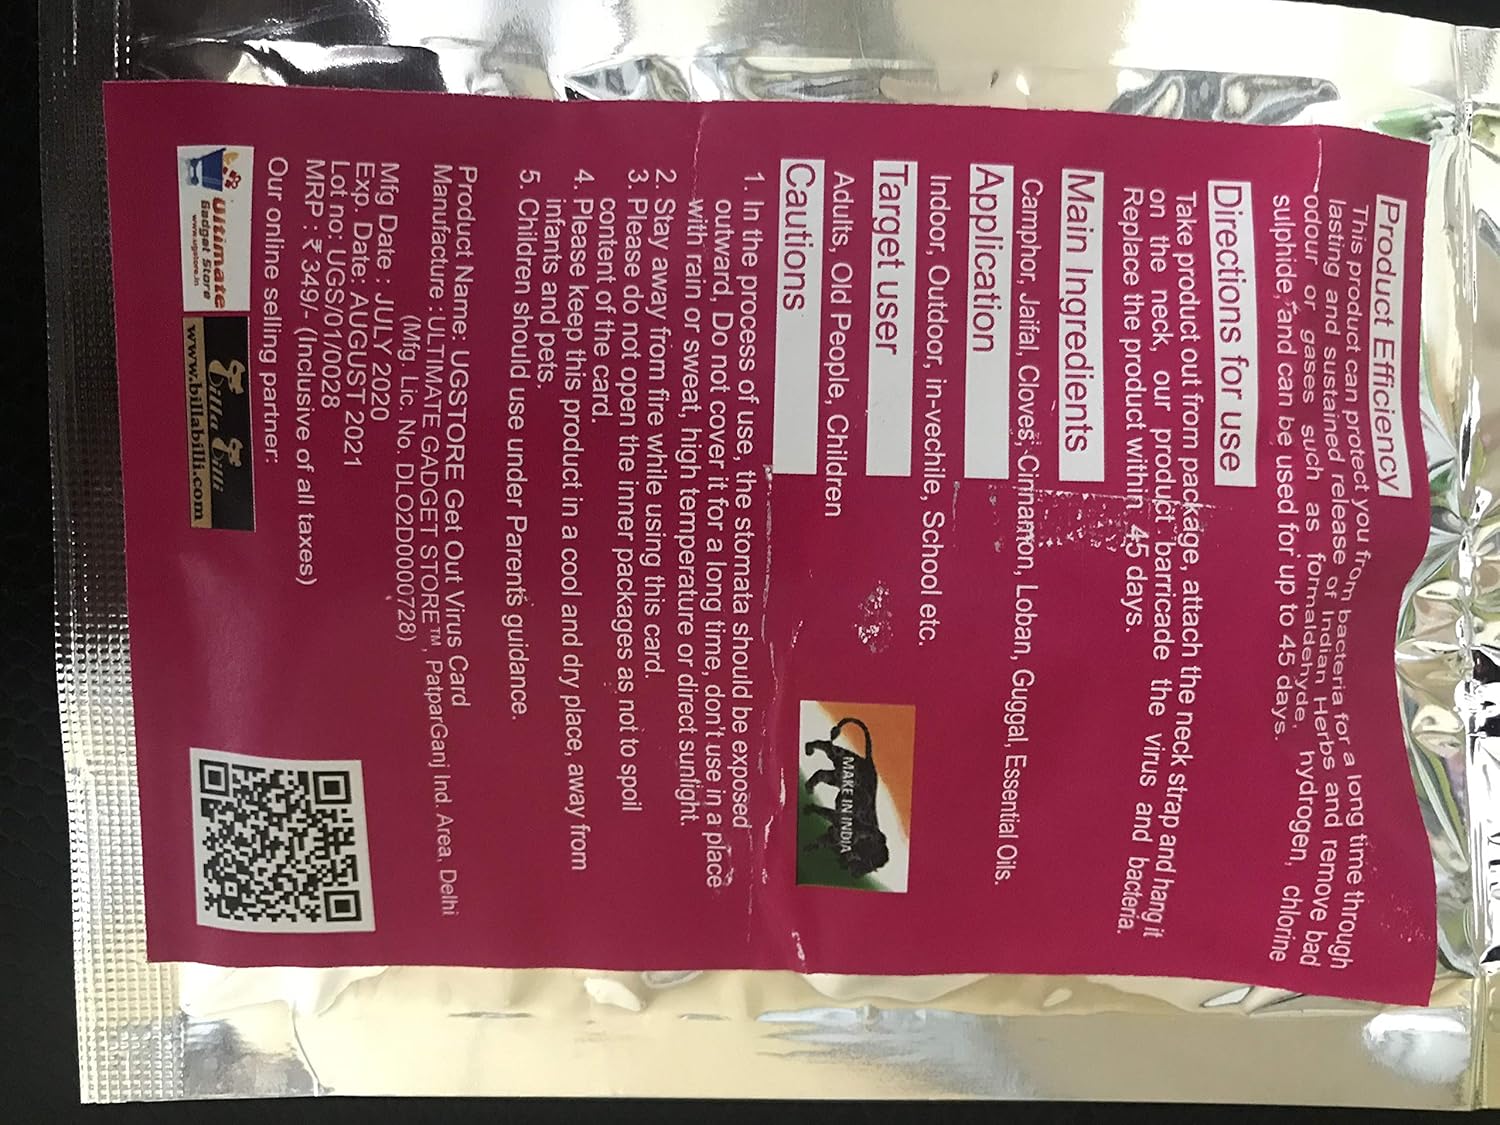 Product Efficiency
This product can protect you from bacteria for a long time through
lasting and sustained release of Indian Herbs and remove bad
odour or gases such as formaldehyde, hydrogen, chlorine
sulphide, and can be used for up to 45 days.
Directions for use
Take product out from package, attach the neck strap and hang it
on the neck, our product barricade the virus and bacteria.
Replace the product within 45 days.
Main Ingredients
Camphor, Jaifal, Cloves, Cinnamon, Loban, Guggal, Essential Oils.
Application
Indoor, Outdoor, in-vechile, School etc.
Target user
Adults, Old People, Children
MAKE IN INDIA
Cautions
1. In the process of use, the stomata should be exposed
outward, Do not cover it for a long time, don't use in a place
with rain or sweat, high temperature or direct sunlight.
2. Stay away from fire while using this card.
3. Please do not open the inner packages as not to spoil
content of the card.
4. Please keep this product in a cool and dry place, away from
infants and pets.
5. Children should use under Parents guidance.
Product Name: UGSTORE Get Out Virus Card
Manufacture : ULTIMATE GADGET STORE™, PatparGanj Ind. Area, Delhi
(Mfg. Lic. No. DLO2D0000728)
Mfg Date : JULY 2020
Exp. Date: AUGUST 2021
Lot no: UGS/01/0028
MRP : ₹ 349/- (Inclusive of all taxes)
Our online selling partner:
Ultimate
Gadget Store
www.ugstore.in
Billa Billi
www.billabilli.com